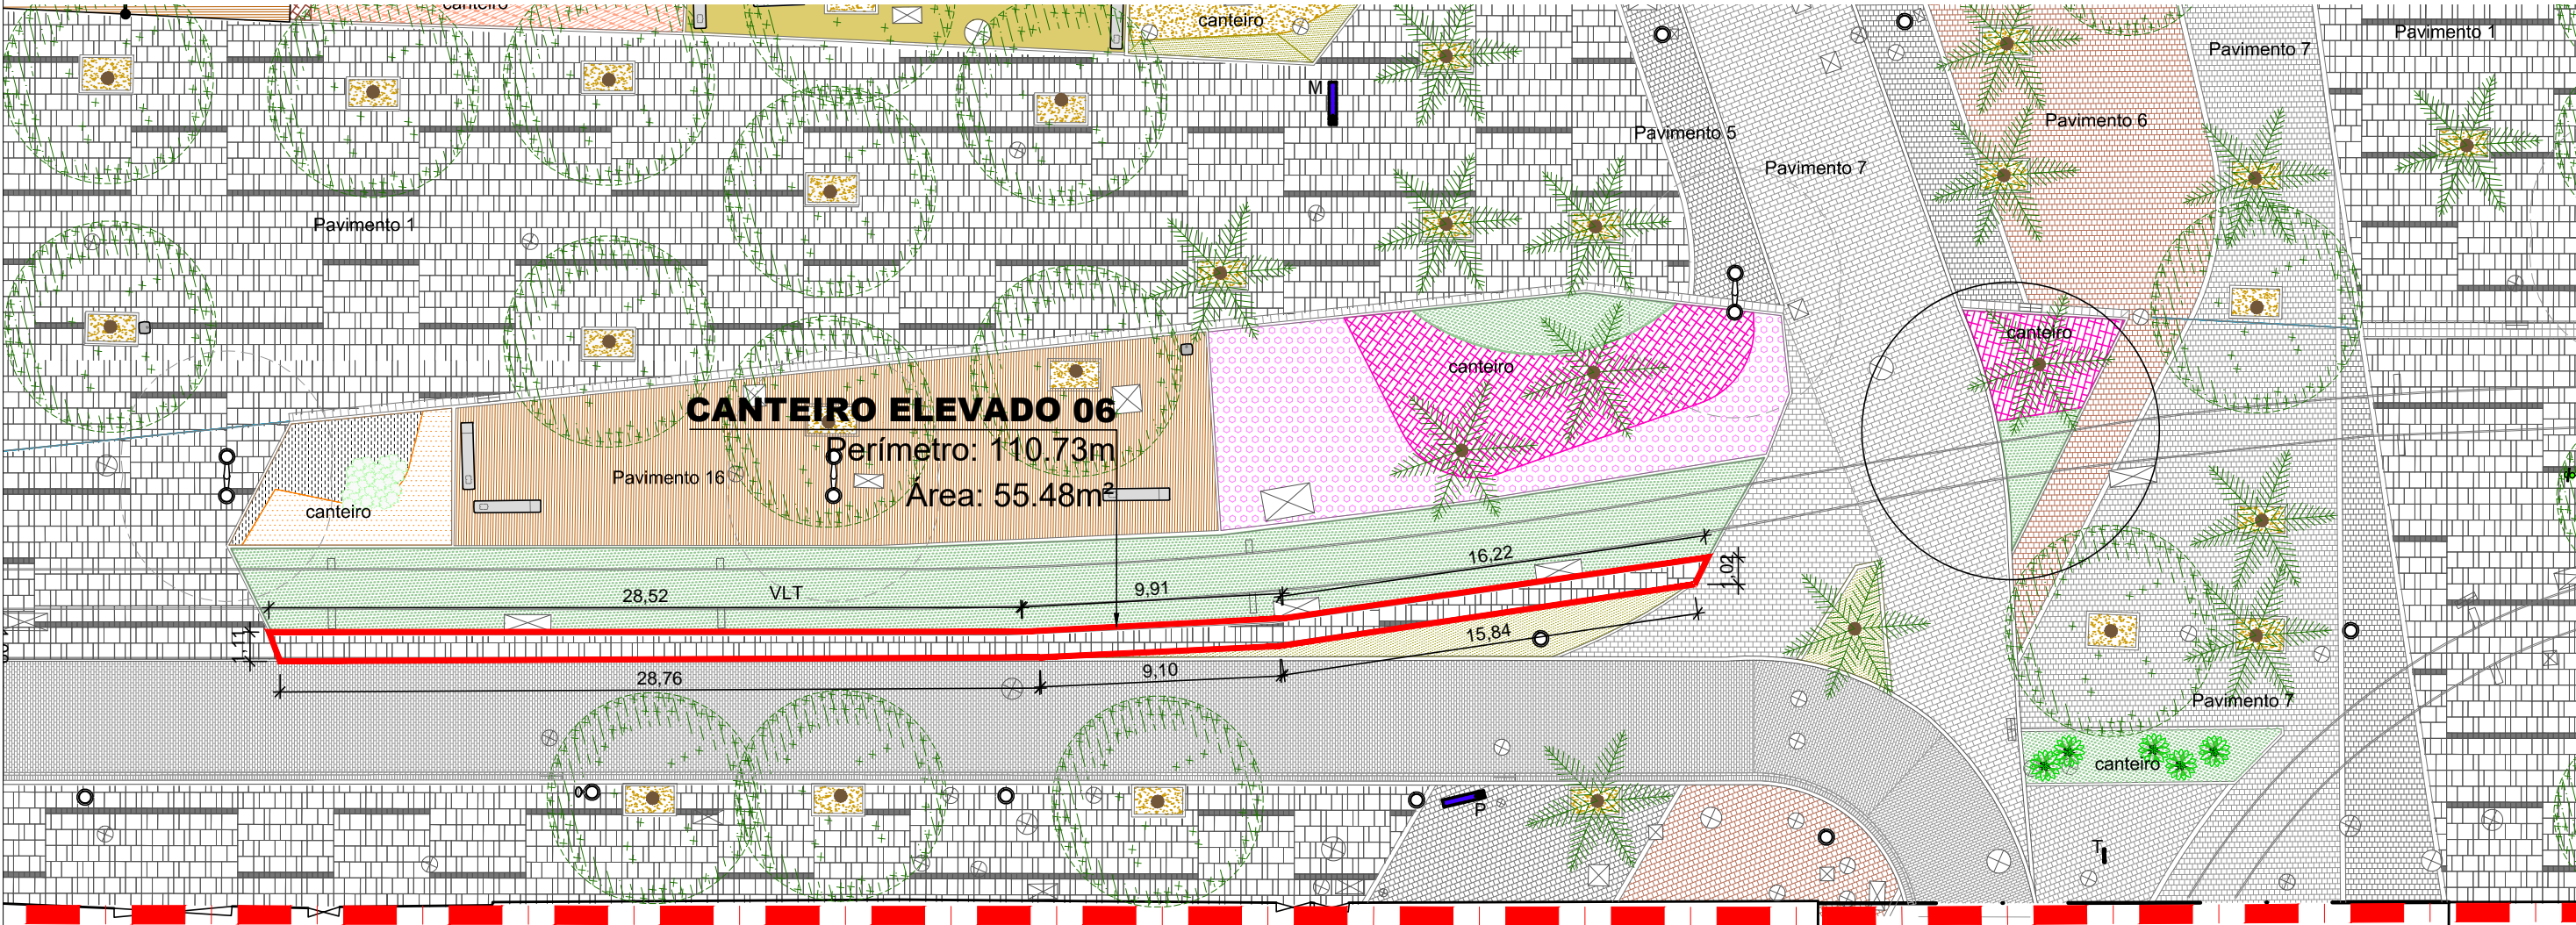 canteiro
canteiro
Pavimento 7
Pavimento 1
M
Pavimento 5
Pavimento 6
Pavimento 7
Pavimento 1
canteiro
canteiro
CANTEIRO ELEVADO 06
Perímetro: 110.73m
Pavimento 16
Área: 55.48m²
canteiro
16,22
1,02
28,52
VLT
9,91
1,11
15,84
28,76
9,10
Pavimento 7
canteiro
P
T